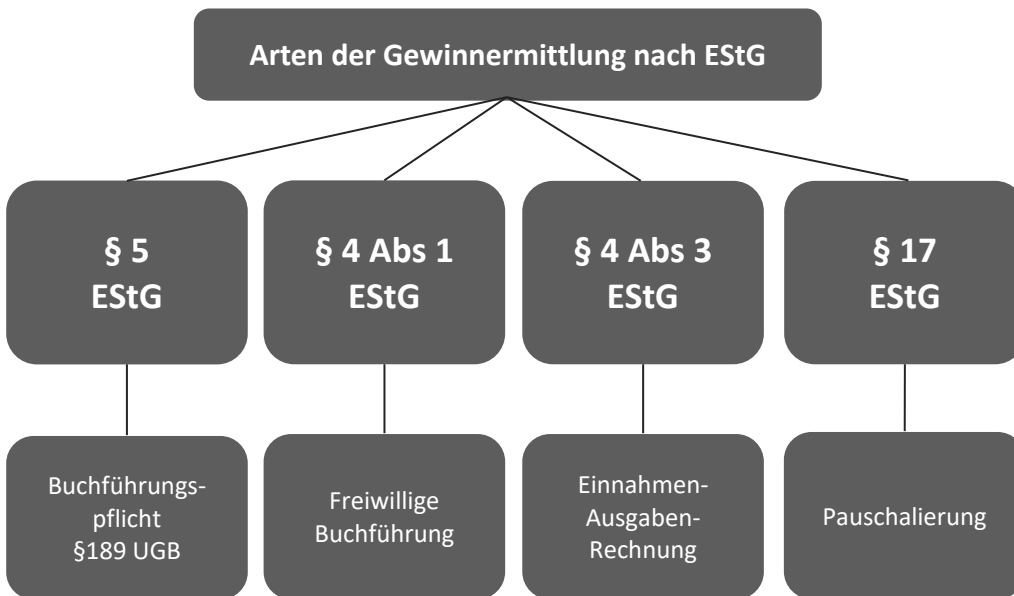 Arten der Gewinnermittlung nach EStG
§ 5
EStG
§ 4 Abs 1
EStG
§ 4 Abs 3
EStG
§ 17
EStG
Buchführungs-
pflicht
§189 UGB
Freiwillige
Buchführung
Einnahmen-
Ausgaben-
Rechnung
Pauschalierung